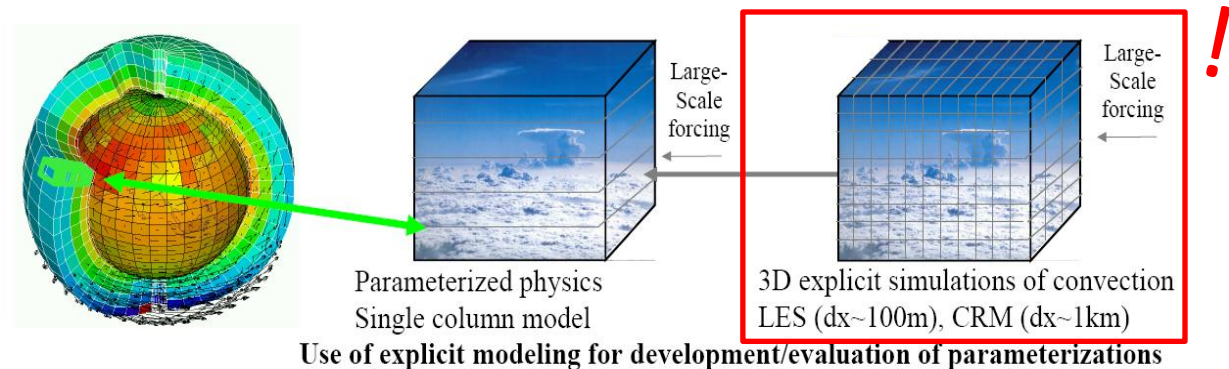 !
Large-
Scale
forcing
Large-
Scale
forcing
Parameterized physics
Single column model
3D explicit simulations of convection
LES (dx~100m), CRM (dx~1km)
Use of explicit modeling for development/evaluation of parameterizations